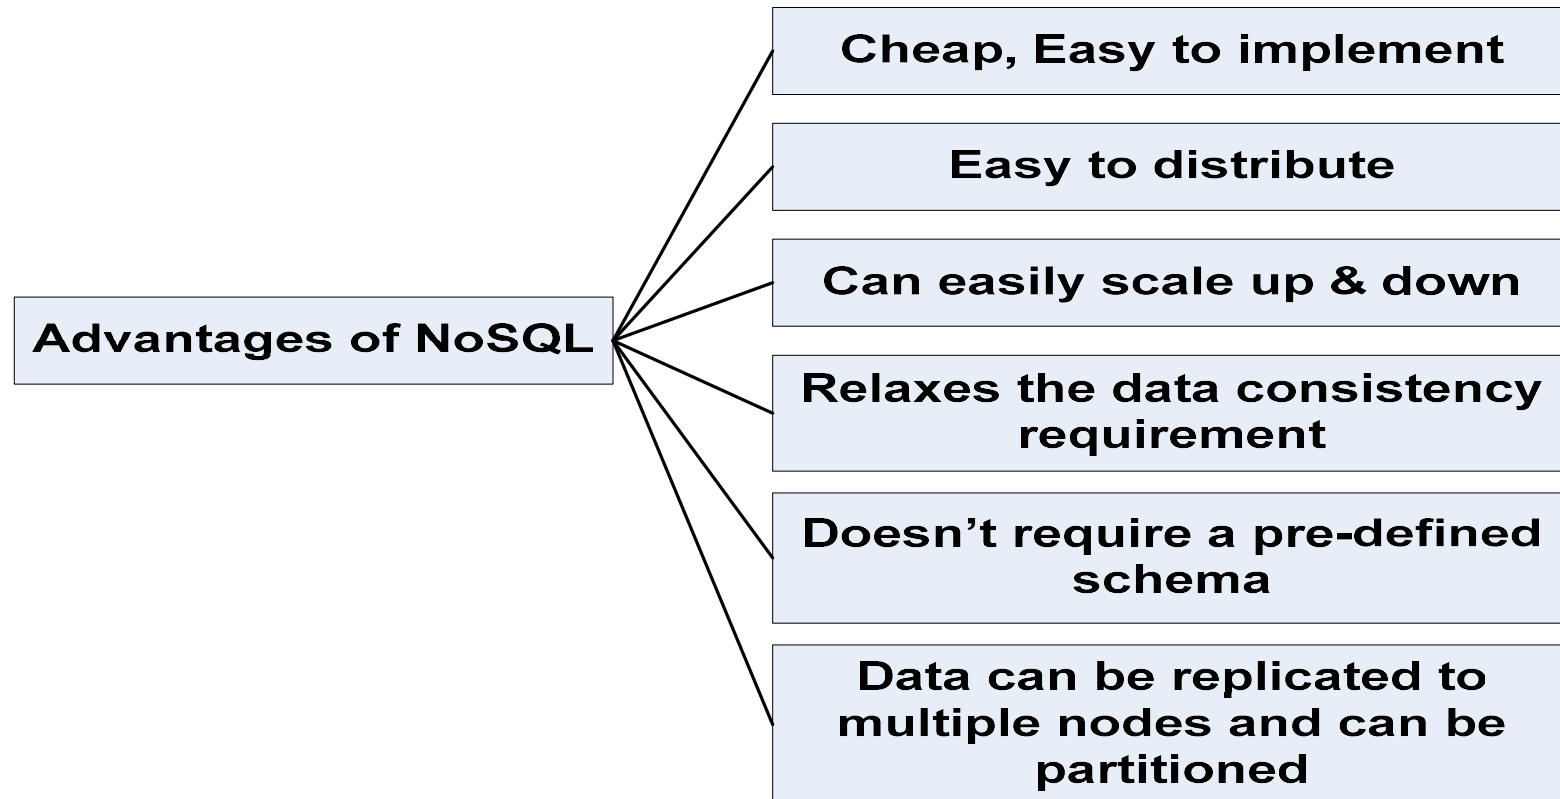 Cheap, Easy to implement
Easy to distribute
Can easily scale up & down
Advantages of NoSQL
Relaxes the data consistency
requirement
Doesn’t require a pre-defined
schema
Data can be replicated to
multiple nodes and can be
partitioned